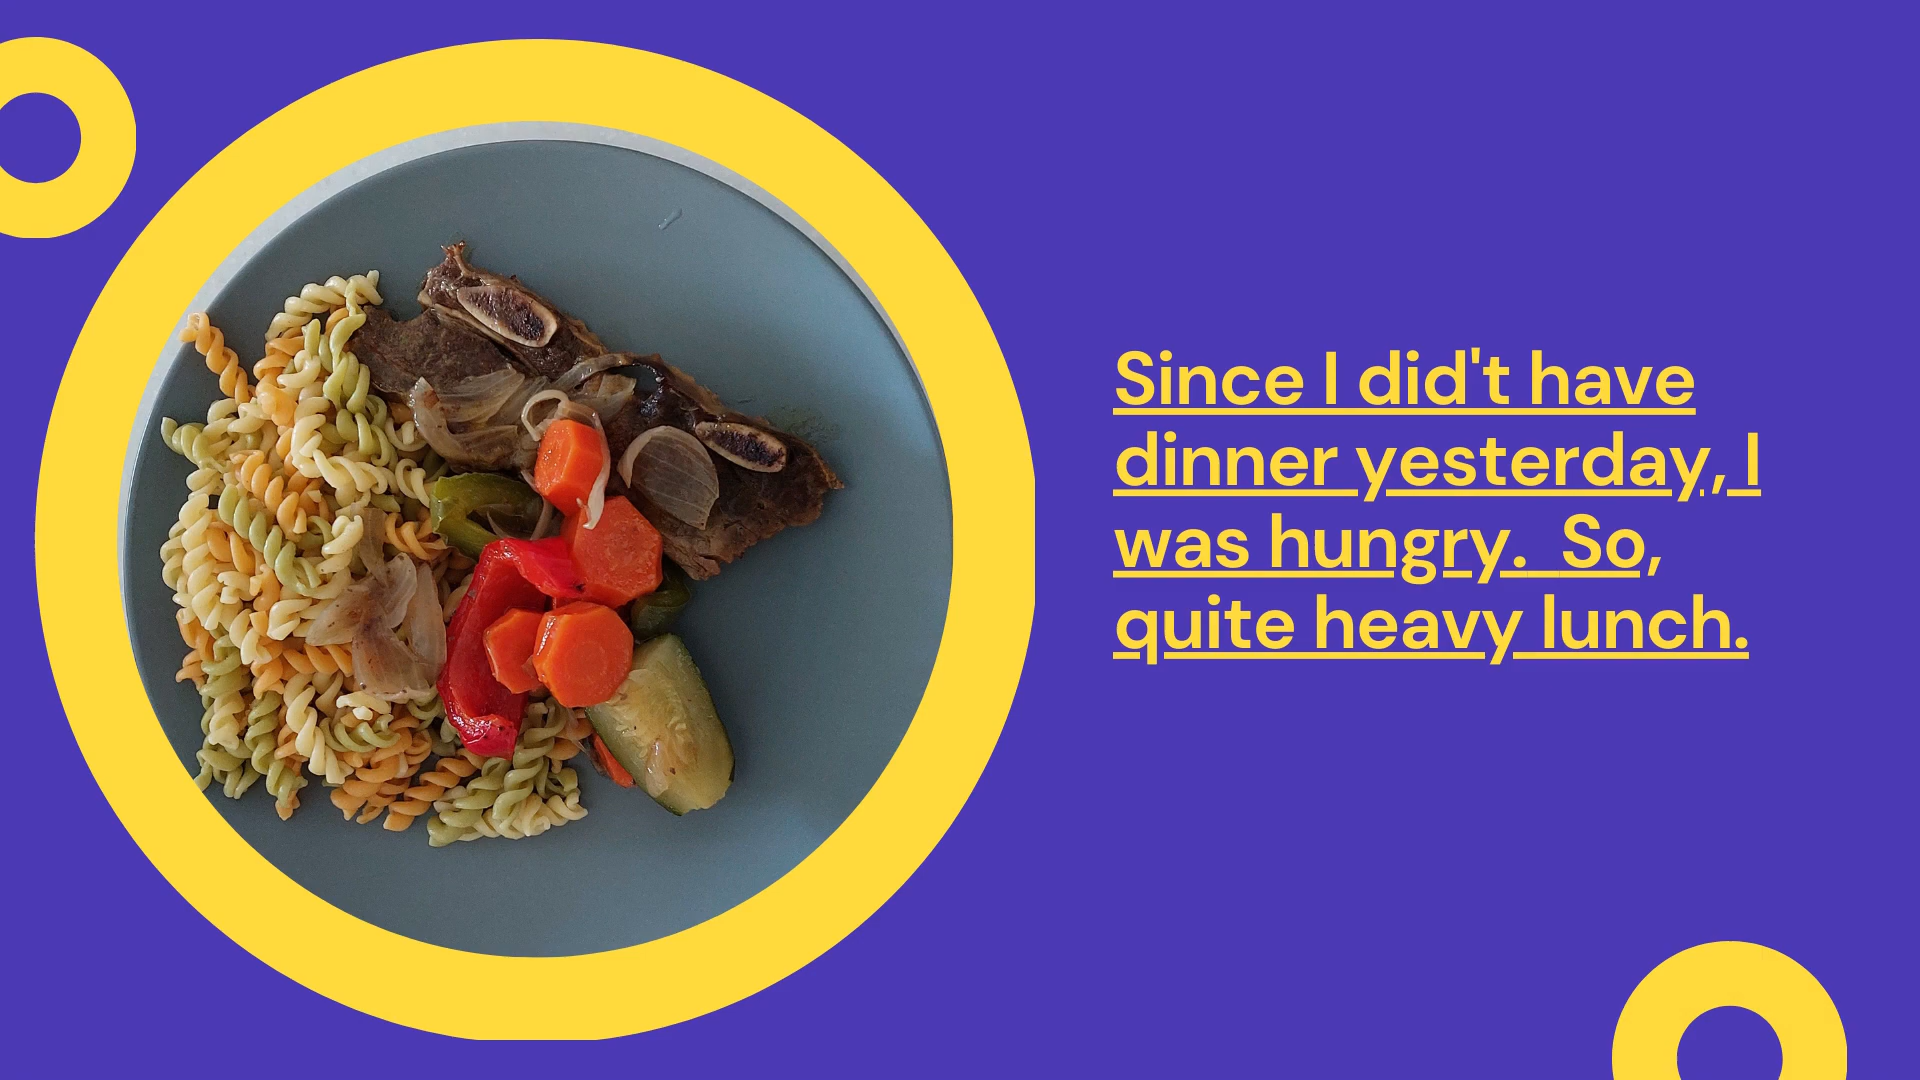 Since I did't have
dinner yesterday, I
was hungry.  So,
quite heavy lunch.